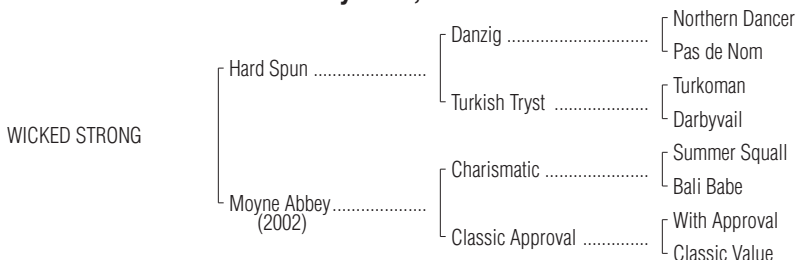 Northern Dancer
Danzig ................................
Pas de Nom
Hard Spun .........................
Turkoman
Turkish Tryst .....................
Darbyvail
WICKED STRONG
Summer Squall
Charismatic .......................
Bali Babe
Moyne Abbey.....................
(2002)
With Approval
Classic Approval ...............
Classic Value